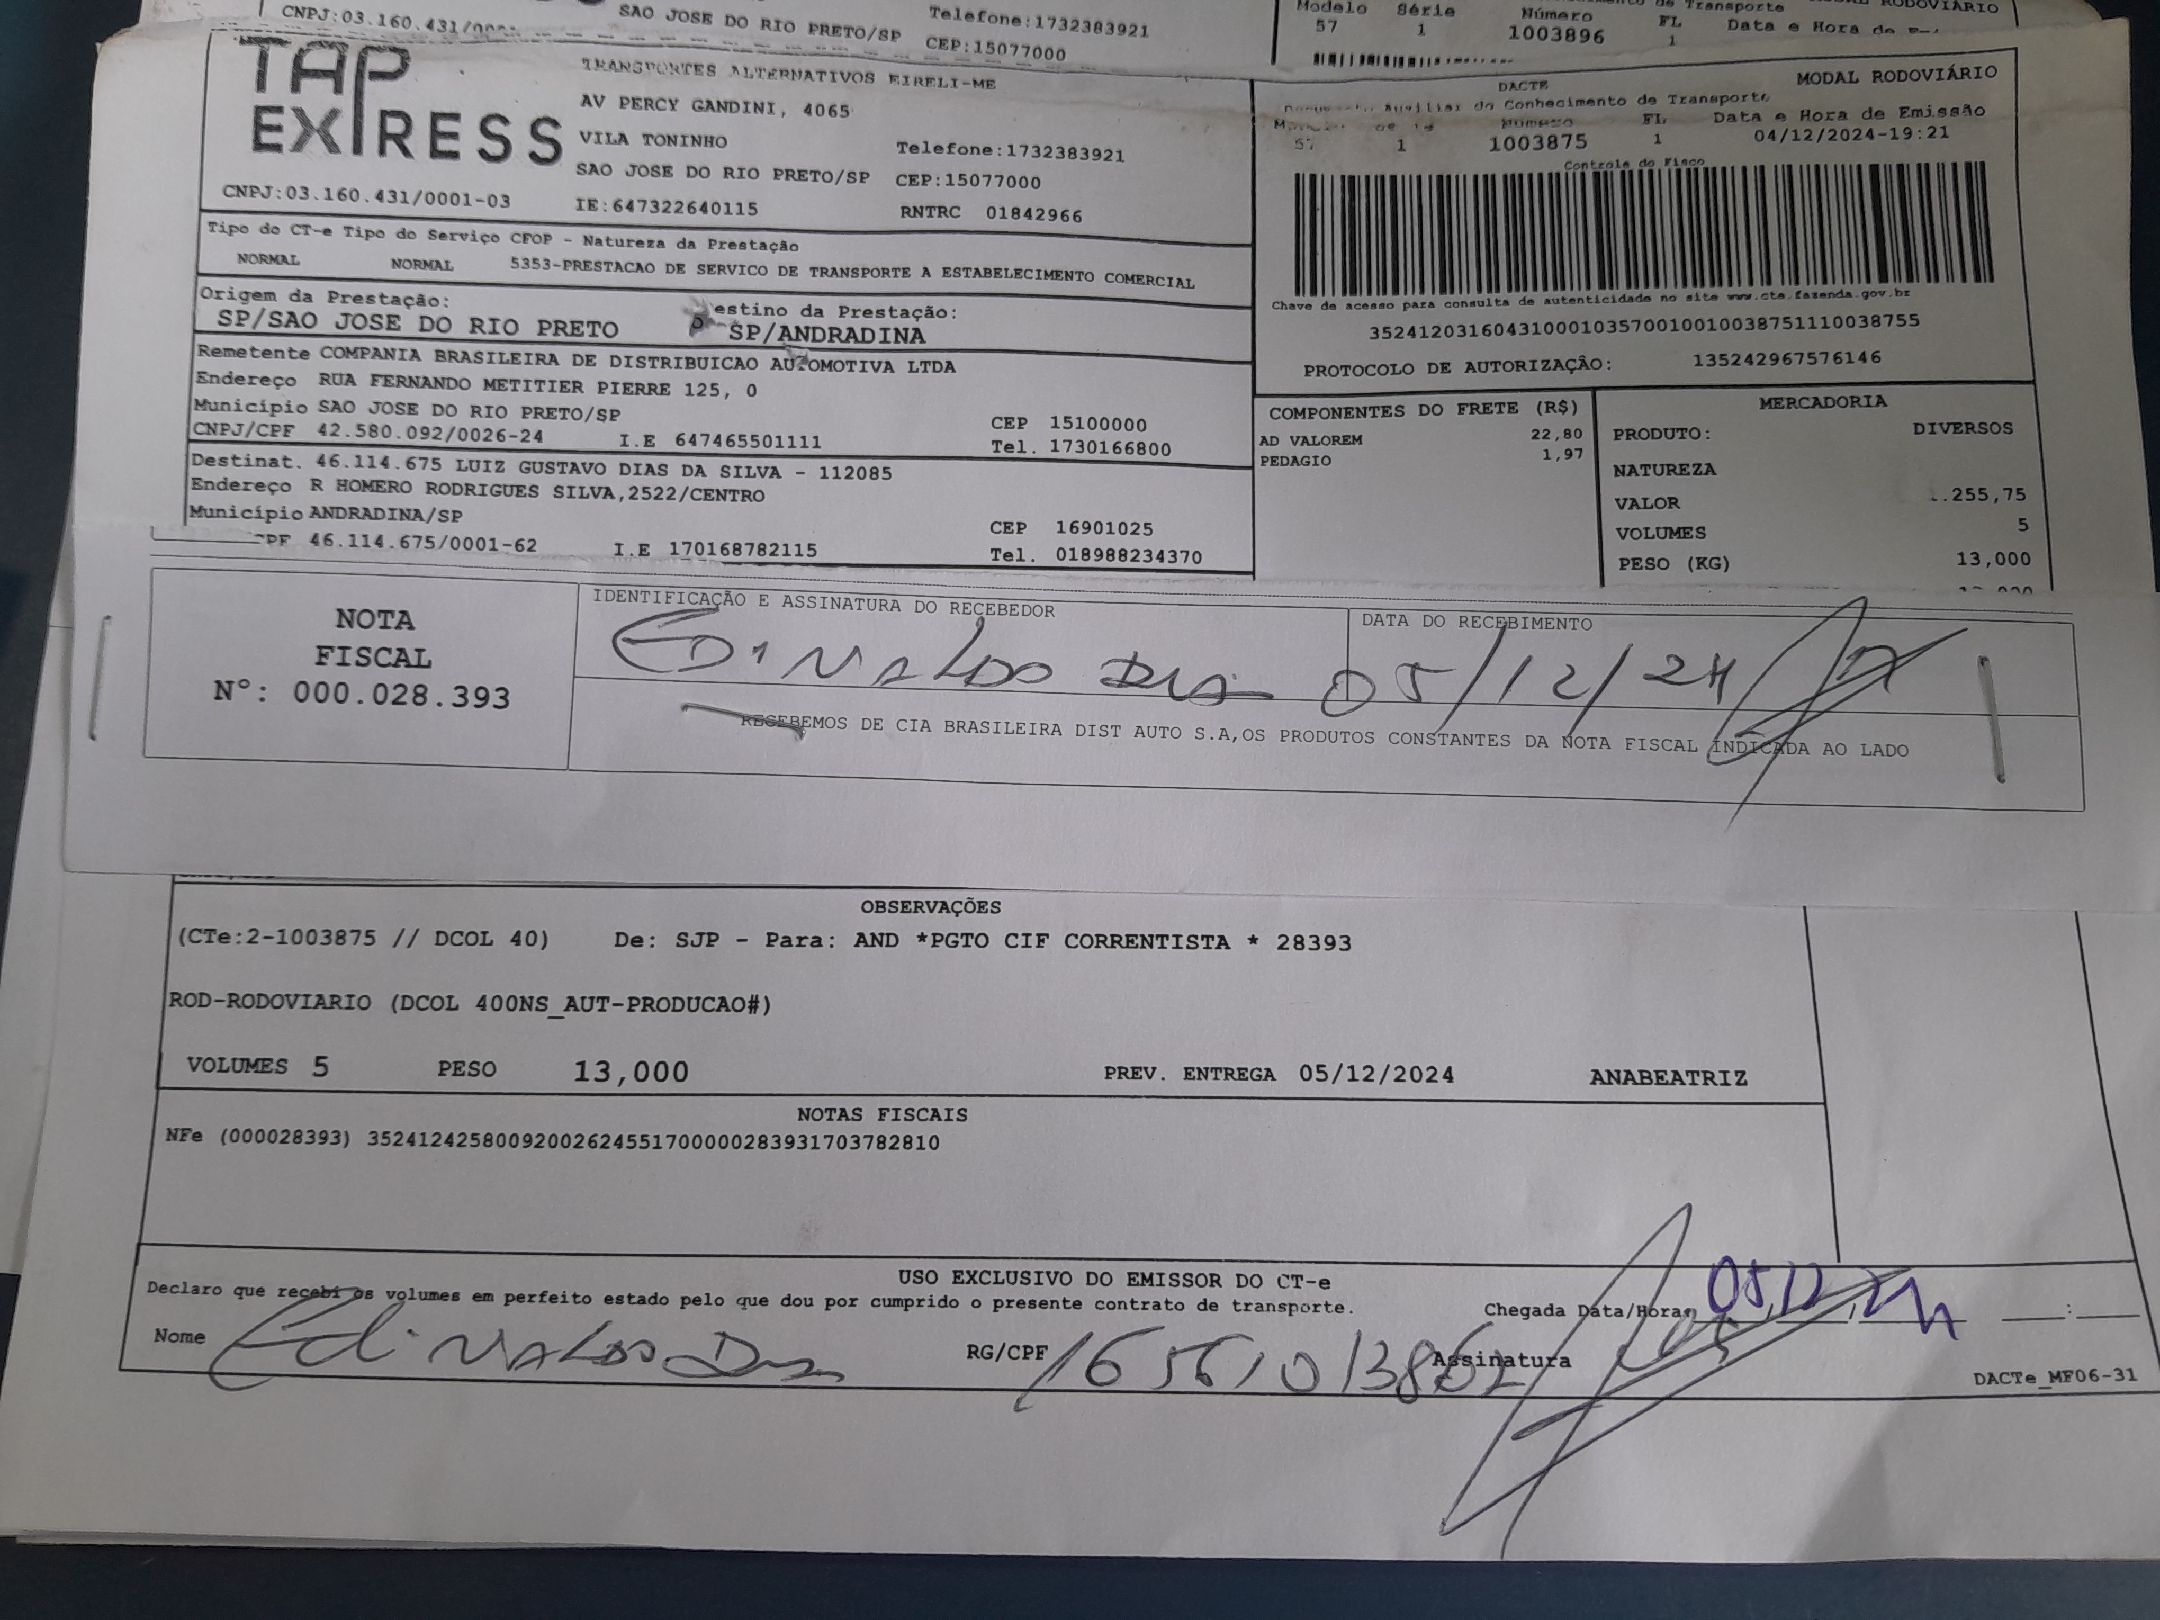 CNPJ:03.160.431/
SAO JOSE DO RIO PRETO/SP
Telefone:1732383921
CEP:15077000
Modelo Série Número FL Data e Hora de
57 1 1003896 1
de Transporte MODAL RODOVIÁRIO
TAP EXPRESS
TRANSPORTES ALTERNATIVOS EIRELI-ME
AV PERCY GANDINI, 4065
VILA TONINHO
Telefone:1732383921
SAO JOSE DO RIO PRETO/SP CEP:15077000
CNPJ:03.160.431/0001-03 IE:647322640115 RNTRC 01842966
DACTE
MODAL RODOVIÁRIO
Auxiliar do Conhecimento de Transporte
Número FL Data e Hora de Emissão
57 1 1003875 1 04/12/2024-19:21
Controle do Fisco
Chave de acesso para consulta de autenticidade no site www.cte.fazenda.gov.br
35241203160431000103570010010038751110038755
PROTOCOLO DE AUTORIZAÇÃO: 135242967576146
Tipo do CT-e Tipo do Serviço CFOP - Natureza da Prestação
NORMAL NORMAL 5353-PRESTACAO DE SERVICO DE TRANSPORTE A ESTABELECIMENTO COMERCIAL
Origem da Prestação: Destino da Prestação:
SP/SAO JOSE DO RIO PRETO SP/ANDRADINA
Remetente COMPANIA BRASILEIRA DE DISTRIBUICAO AUTOMOTIVA LTDA
Endereço RUA FERNANDO METITIER PIERRE 125, 0
Município SAO JOSE DO RIO PRETO/SP CEP 15100000
CNPJ/CPF 42.580.092/0026-24 I.E 647465501111 Tel. 1730166800
Destinat. 46.114.675 LUIZ GUSTAVO DIAS DA SILVA - 112085
Endereço R HOMERO RODRIGUES SILVA,2522/CENTRO
Município ANDRADINA/SP CEP 16901025
CPF 46.114.675/0001-62 I.E 170168782115 Tel. 018988234370
COMPONENTES DO FRETE (R$)
AD VALOREM 22,80
PEDAGIO 1,97
MERCADORIA
PRODUTO: DIVERSOS
NATUREZA
VALOR .255,75
VOLUMES 5
PESO (KG) 13,000
NOTA
FISCAL
N°: 000.028.393
IDENTIFICAÇÃO E ASSINATURA DO RECEBEDOR
DATA DO RECEBIMENTO
EDINALDO DIAS 05/12/24
RECEBEMOS DE CIA BRASILEIRA DIST AUTO S.A,OS PRODUTOS CONSTANTES DA NOTA FISCAL INDICADA AO LADO
OBSERVAÇÕES
(CTe:2-1003875 // DCOL 40) De: SJP - Para: AND *PGTO CIF CORRENTISTA * 28393
ROD-RODOVIARIO (DCOL 400NS_AUT-PRODUCAO#)
VOLUMES 5 PESO 13,000 PREV. ENTREGA 05/12/2024 ANABEATRIZ
NOTAS FISCAIS
NFe (000028393) 35241242580092002624551700000283931703782810
USO EXCLUSIVO DO EMISSOR DO CT-e
Declaro que recebi os volumes em perfeito estado pelo que dou por cumprido o presente contrato de transporte.
Chegada Data/Hora: 05/12/24 :
Nome Edinaldo Dias RG/CPF 16561013862 Assinatura
DACTe_MF06-31